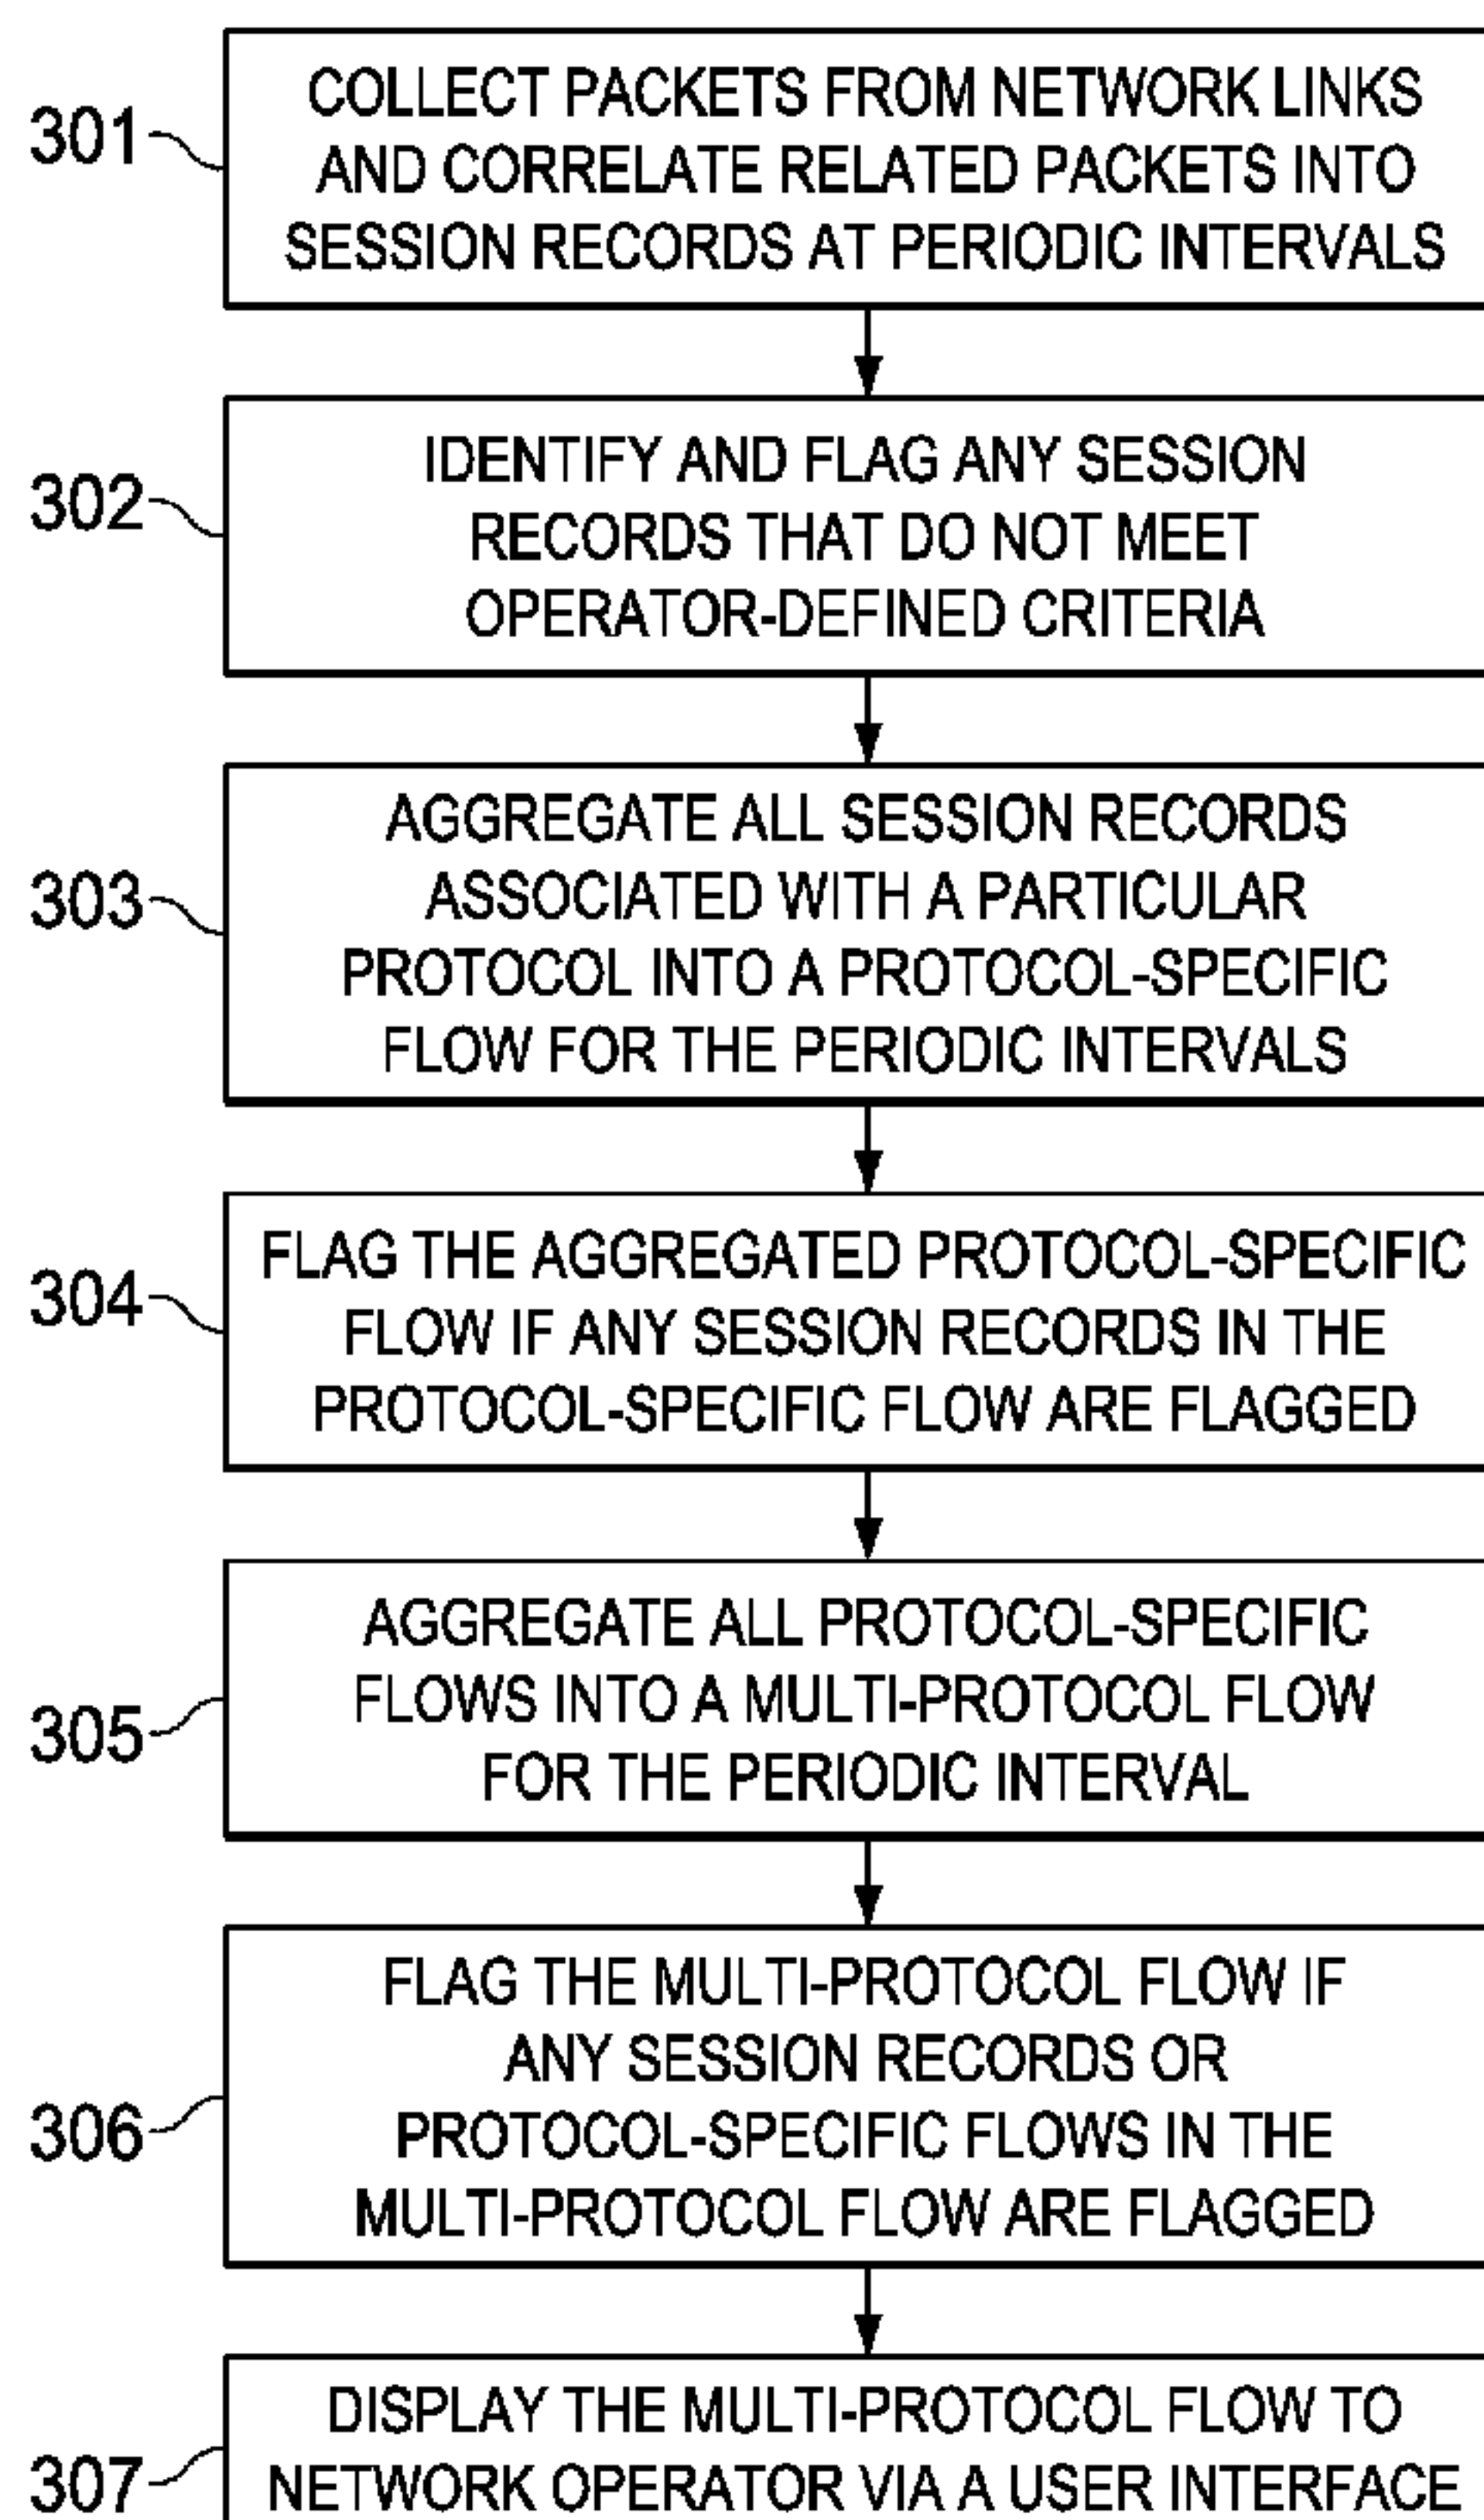 301
COLLECT PACKETS FROM NETWORK LINKS
AND CORRELATE RELATED PACKETS INTO
SESSION RECORDS AT PERIODIC INTERVALS
302
IDENTIFY AND FLAG ANY SESSION
RECORDS THAT DO NOT MEET
OPERATOR-DEFINED CRITERIA
303
AGGREGATE ALL SESSION RECORDS
ASSOCIATED WITH A PARTICULAR
PROTOCOL INTO A PROTOCOL-SPECIFIC
FLOW FOR THE PERIODIC INTERVALS
304
FLAG THE AGGREGATED PROTOCOL-SPECIFIC
FLOW IF ANY SESSION RECORDS IN THE
PROTOCOL-SPECIFIC FLOW ARE FLAGGED
305
AGGREGATE ALL PROTOCOL-SPECIFIC
FLOWS INTO A MULTI-PROTOCOL FLOW
FOR THE PERIODIC INTERVAL
306
FLAG THE MULTI-PROTOCOL FLOW IF
ANY SESSION RECORDS OR
PROTOCOL-SPECIFIC FLOWS IN THE
MULTI-PROTOCOL FLOW ARE FLAGGED
307
DISPLAY THE MULTI-PROTOCOL FLOW TO
NETWORK OPERATOR VIA A USER INTERFACE